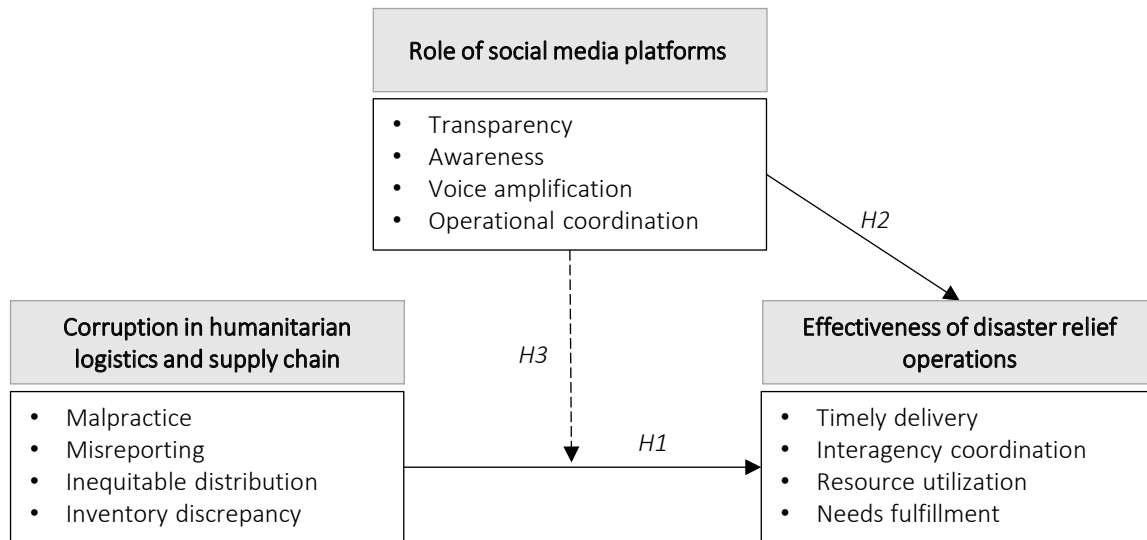 Role of social media platforms
• Transparency
• Awareness
• Voice amplification
• Operational coordination
H2
Corruption in humanitarian
logistics and supply chain
• Malpractice
• Misreporting
• Inequitable distribution
• Inventory discrepancy
H3
H1
Effectiveness of disaster relief
operations
• Timely delivery
• Interagency coordination
• Resource utilization
• Needs fulfillment